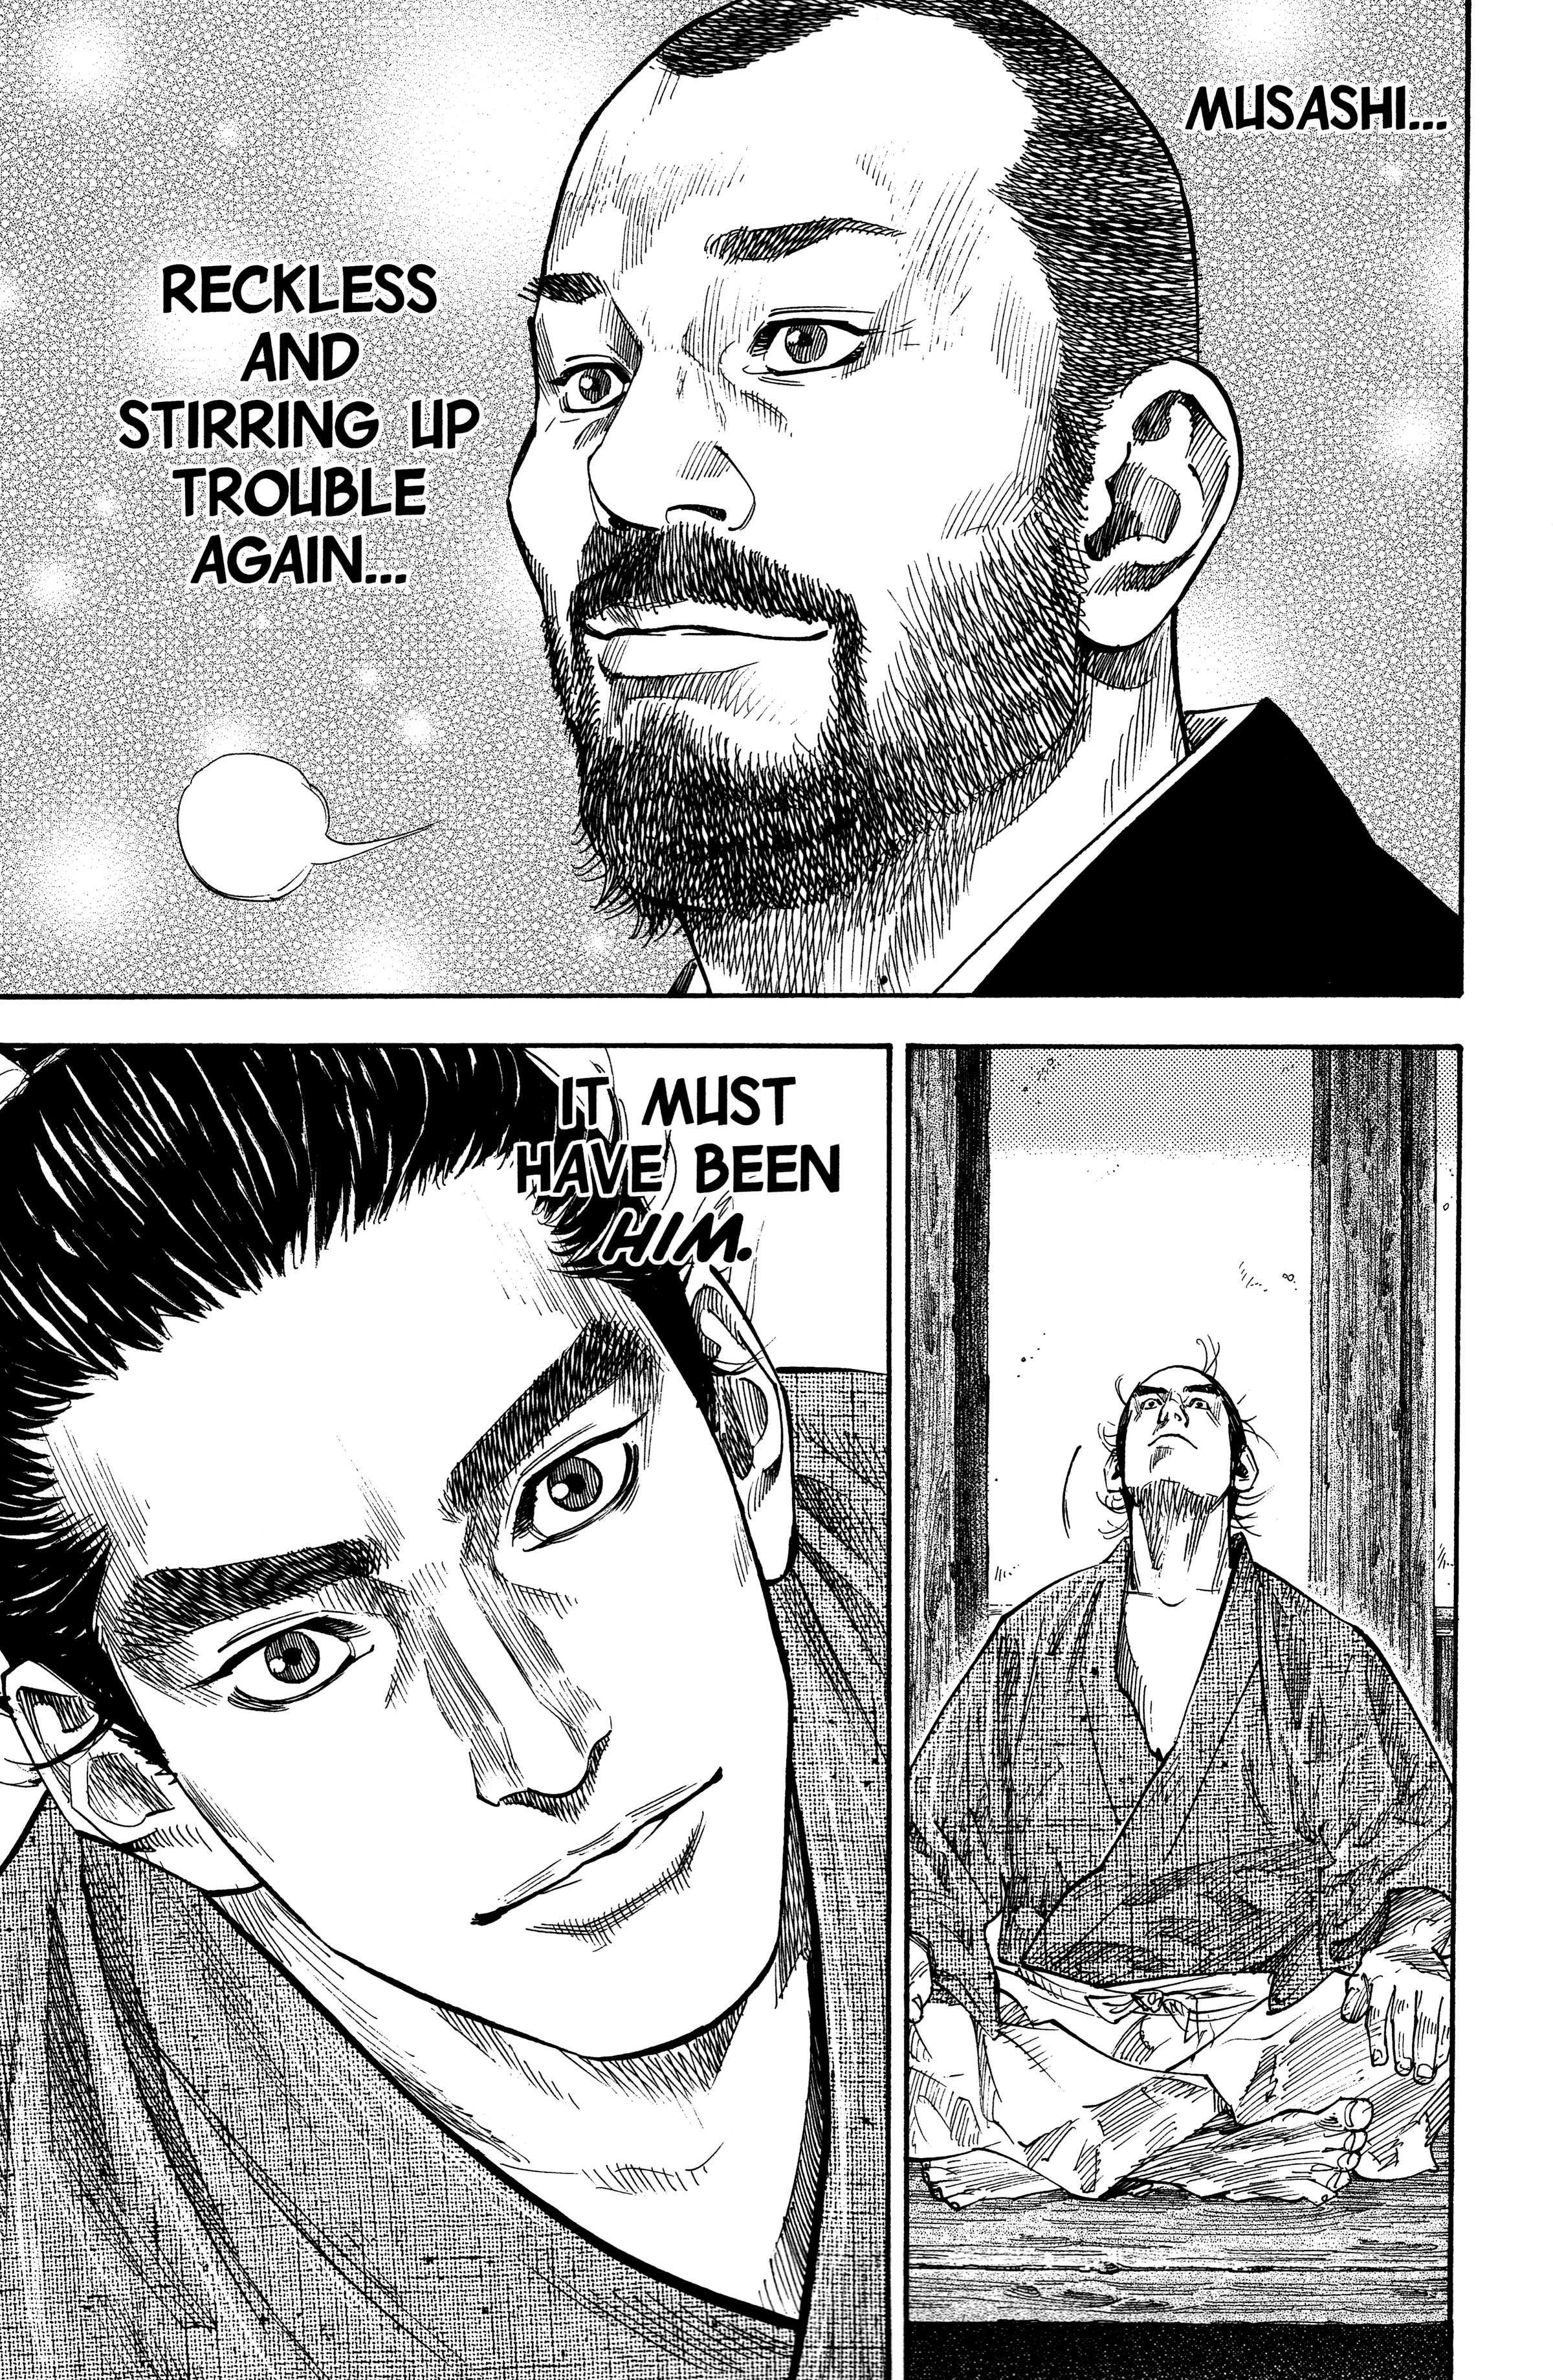 MUSASHI...
RECKLESS
AND
STIRRING UP
TROUBLE
AGAIN...
IT MUST
HAVE BEEN
HIM.